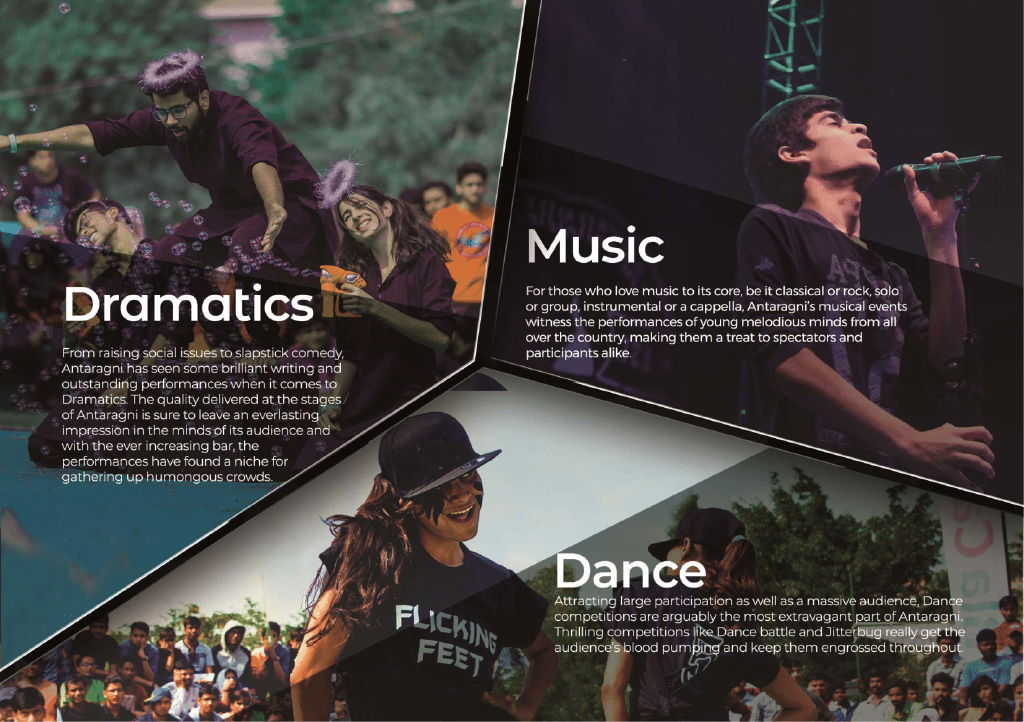 Dramatics
From raising social issues to slapstick comedy,
Antaragni has seen some brilliant writing and
outstanding performances when it comes to
Dramatics. The quality delivered at the stages
of Antaragni is sure to leave an everlasting
impression in the minds of its audience and
with the ever increasing bar, the
performances have found a niche for
gathering up humongous crowds.
Music
For those who love music to its core, be it classical or rock, solo
or group, instrumental or a cappella, Antaragni's musical events
witness the performances of young melodious minds from all
over the country, making them a treat to spectators and
participants alike.
Dance
Attracting large participation as well as a massive audience, Dance
competitions are arguably the most extravagant part of Antaragni.
Thrilling competitions like Dance battle and Jitterbug really get the
audience's blood pumping and keep them engrossed throughout.
FLICKING
FEET